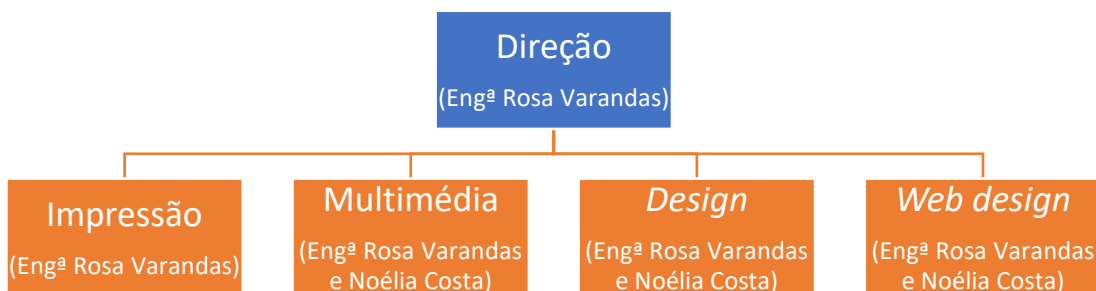 Direção
(Engª Rosa Varandas)
Impressão
(Engª Rosa Varandas)
Multimédia
(Engª Rosa Varandas
e Noélia Costa)
Design
(Engª Rosa Varandas
e Noélia Costa)
Web design
(Engª Rosa Varandas
e Noélia Costa)